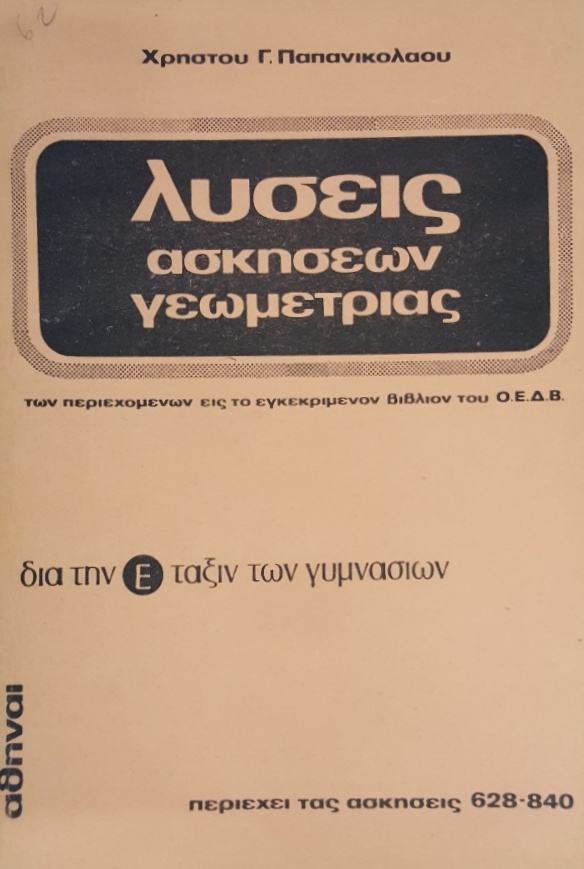 62
Χρηστου Γ. Παπανικολαου
λυσεις
ασκησεων
γεωμετριας
των περιεχομενων εις το εγκεκριμενον βιβλιον του Ο.Ε.Δ.Β.
δια την Ε ταξιν των γυμνασιων
αθηναι
περιεχει τας ασκησεις 628-840